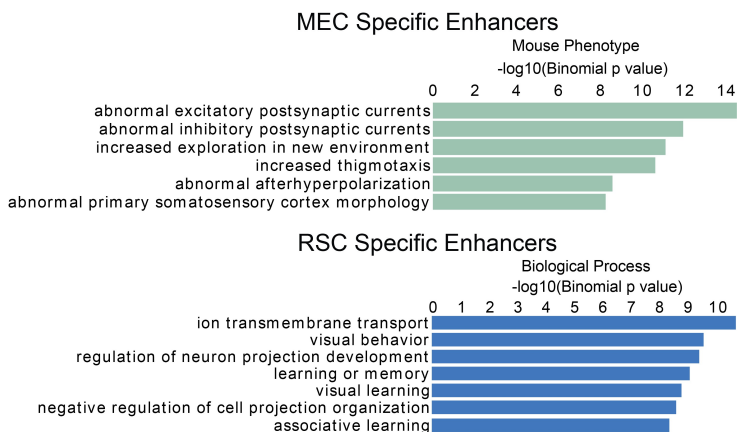 MEC Specific Enhancers
Mouse Phenotype
-log10(Binomial p value)
0 2 4 6 8 10 12 14
abnormal excitatory postsynaptic currents
abnormal inhibitory postsynaptic currents
increased exploration in new environment
increased thigmotaxis
abnormal afterhyperpolarization
abnormal primary somatosensory cortex morphology
RSC Specific Enhancers
Biological Process
-log10(Binomial p value)
0 1 2 3 4 5 6 7 8 9 10
ion transmembrane transport
visual behavior
regulation of neuron projection development
learning or memory
visual learning
negative regulation of cell projection organization
associative learning